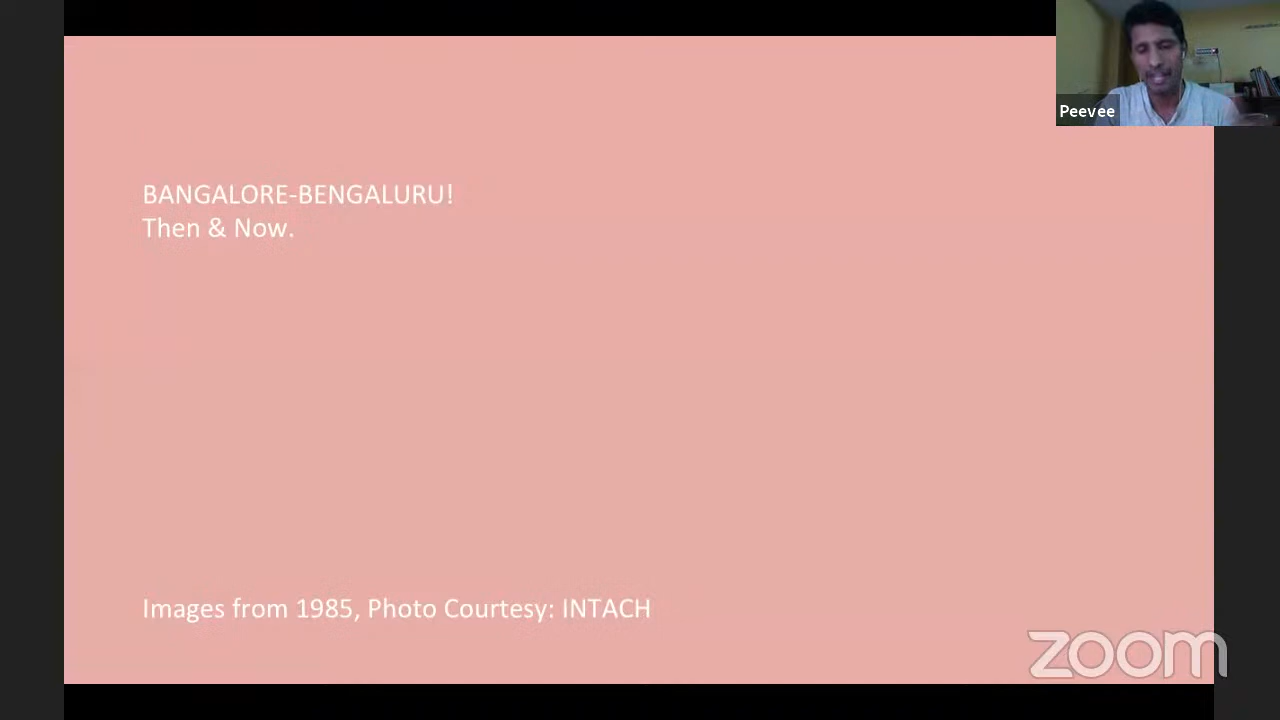 Peevee
BANGALORE-BENGALURU!
Then & Now.
Images from 1985, Photo Courtesy: INTACH
zoom